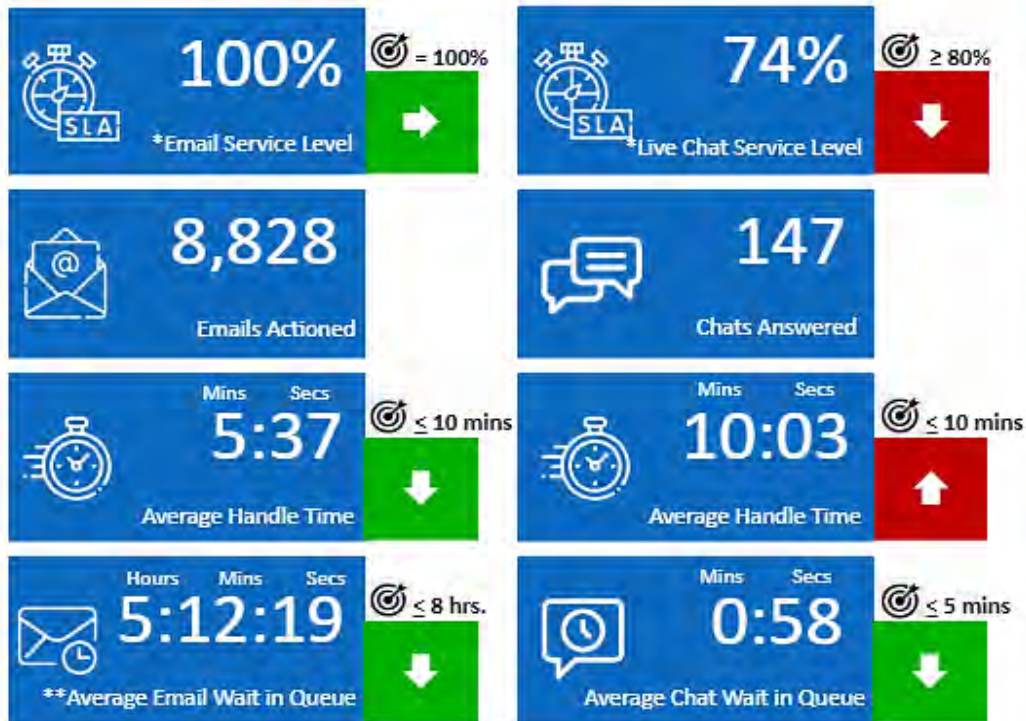 100%
= 100%
SLA
*Email Service Level
74%
≥ 80%
SLA
*Live Chat Service Level
8,828
@
Emails Actioned
147
Chats Answered
Mins Secs
5:37
≤ 10 mins
Average Handle Time
Mins Secs
10:03
≤ 10 mins
Average Handle Time
Hours Mins Secs
5:12:19
≤ 8 hrs.
**Average Email Wait in Queue
Mins Secs
0:58
≤ 5 mins
Average Chat Wait in Queue